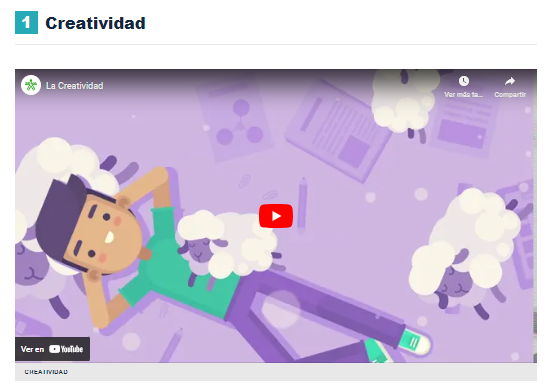 1 Creatividad
La Creatividad
Ver más ta... Compartir
Ver en YouTube
CREATIVIDAD